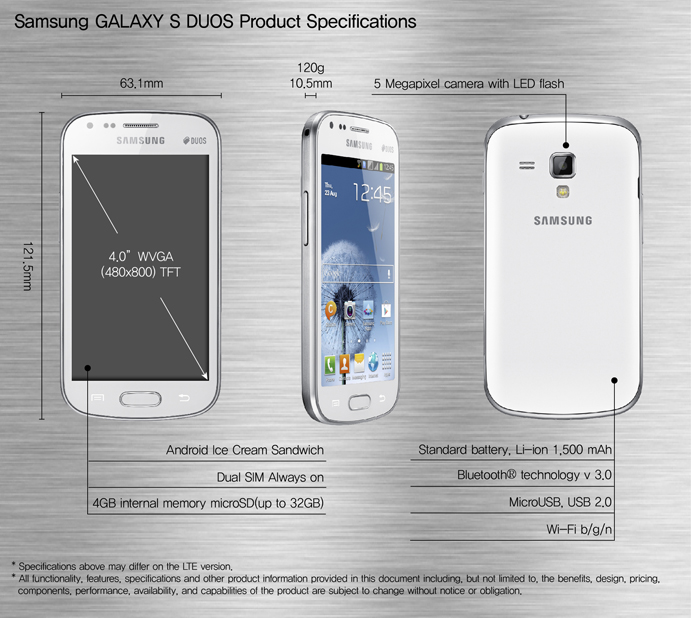 Samsung GALAXY S DUOS Product Specifications
63.1mm
120g
10.5mm
5 Megapixel camera with LED flash
121.5mm
SAMSUNG DUOS
4.0" WVGA
(480x800) TFT
SAMSUNG DUOS
Thu,
23 Aug
12:45
SAMSUNG
Android Ice Cream Sandwich
Dual SIM Always on
4GB internal memory microSD(up to 32GB)
Standard battery, Li-ion 1,500 mAh
Bluetooth® technology v 3.0
MicroUSB, USB 2.0
Wi-Fi b/g/n
* Specifications above may differ on the LTE version.
* All functionality, features, specifications and other product information provided in this document including, but not limited to, the benefits, design, pricing,
components, performance, availability, and capabilities of the product are subject to change without notice or obligation.